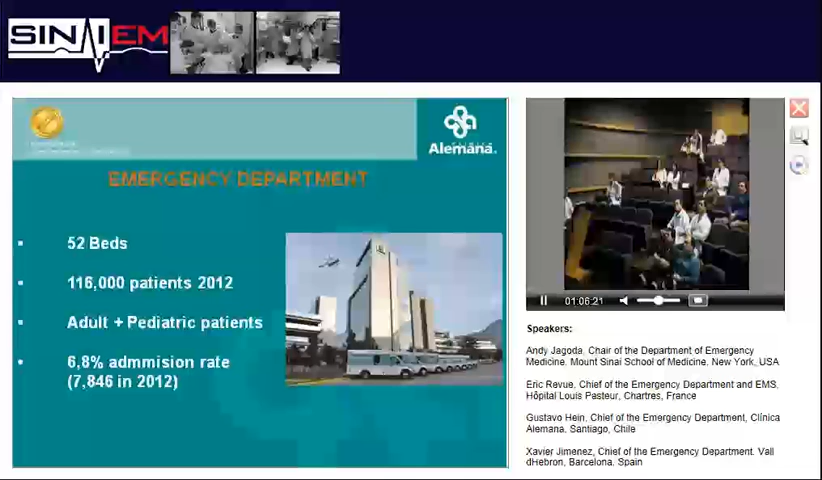 SINAEM
Alemana.
EMERGENCY DEPARTMENT
52 Beds
116,000 patients 2012
Adult + Pediatric patients
6,8% admmision rate
(7,846 in 2012)
01:06:21
Speakers:
Andy Jagoda, Chair of the Department of Emergency
Medicine. Mount Sinai School of Medicine. New York, USA
Eric Revue, Chief of the Emergency Department and EMS,
Hôpital Louis Pasteur, Chartres, France
Gustavo Hein, Chief of the Emergency Department, Clínica
Alemana, Santiago, Chile
Xavier Jimenez, Chief of the Emergency Department. Vall
dHebron, Barcelona. Spain